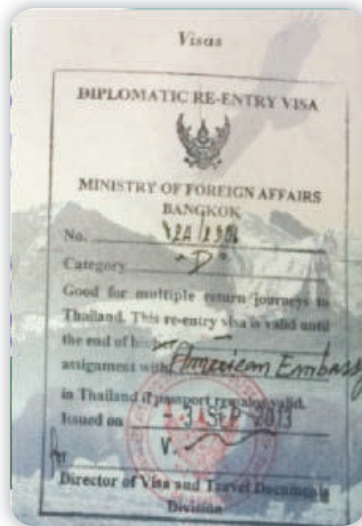 Visas
DIPLOMATIC RE-ENTRY VISA
MINISTRY OF FOREIGN AFFAIRS
BANGKOK
No.
Category "D"
Good for multiple return journeys to
Thailand. This re-entry visa is valid until
the end of
assignment with American Embassy
in Thailand if passport remains valid.
Issued on - 3 SEP 2013
V.
for
Director of Visa and Travel Documents
Division